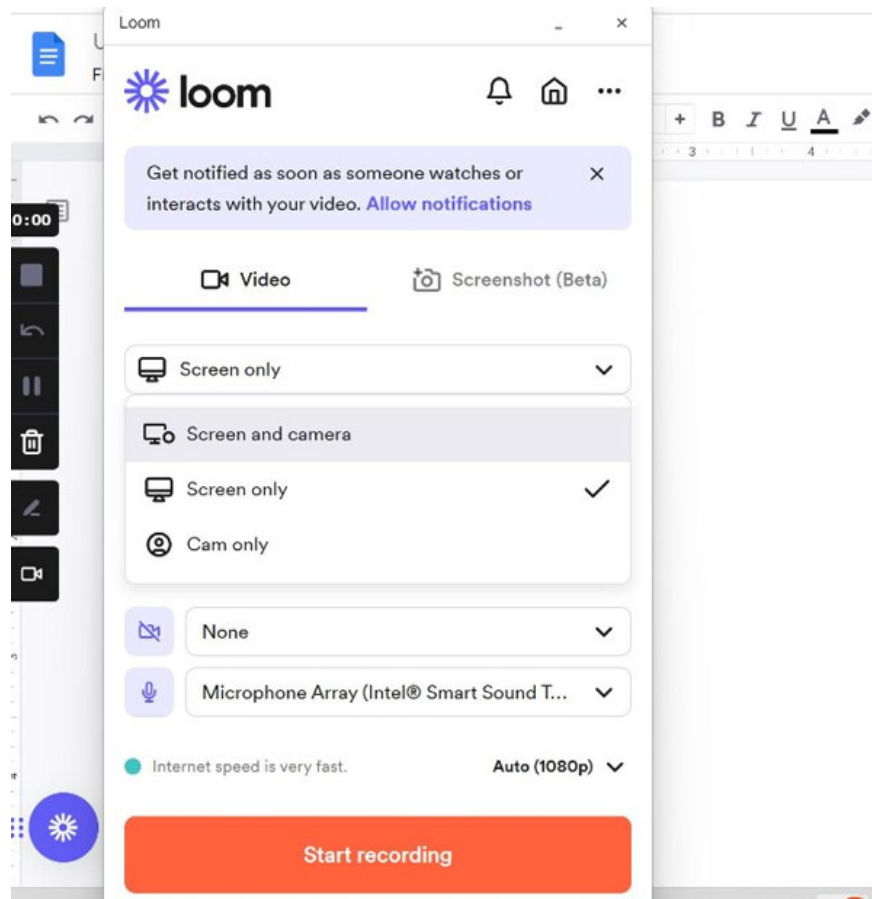 Loom
loom
Get notified as soon as someone watches or
interacts with your video. Allow notifications
+ B I U A
3 4
0:00
Video Screenshot (Beta)
Screen only
Screen and camera
Screen only
Cam only
None
Microphone Array (Intel® Smart Sound T...
Internet speed is very fast. Auto (1080p)
Start recording